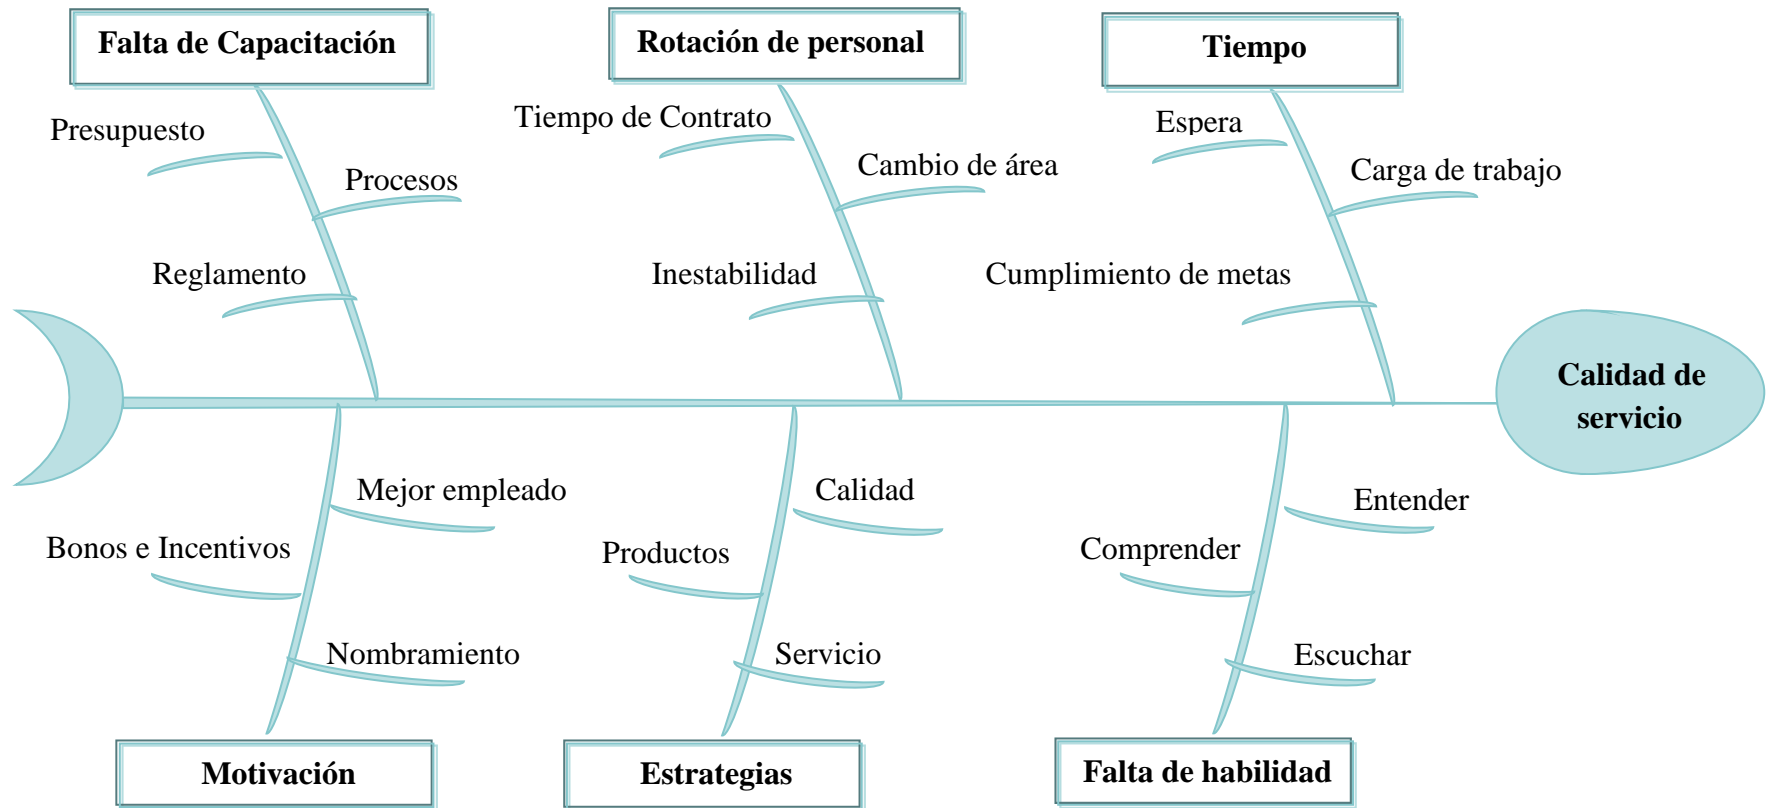 Falta de Capacitación
Rotación de personal
Tiempo
Presupuesto
Procesos
Reglamento
Tiempo de Contrato
Cambio de área
Inestabilidad
Espera
Carga de trabajo
Cumplimiento de metas
Calidad de
servicio
Mejor empleado
Bonos e Incentivos
Nombramiento
Calidad
Productos
Servicio
Entender
Comprender
Escuchar
Motivación
Estrategias
Falta de habilidad